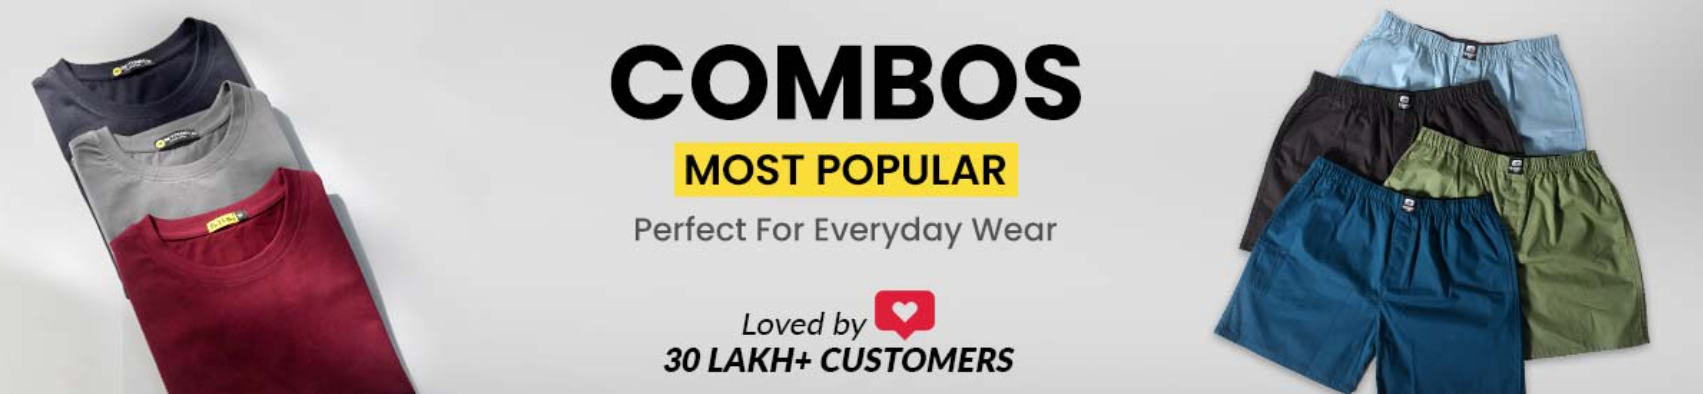 COMBOS
MOST POPULAR
Perfect For Everyday Wear
Loved by
30 LAKH+ CUSTOMERS